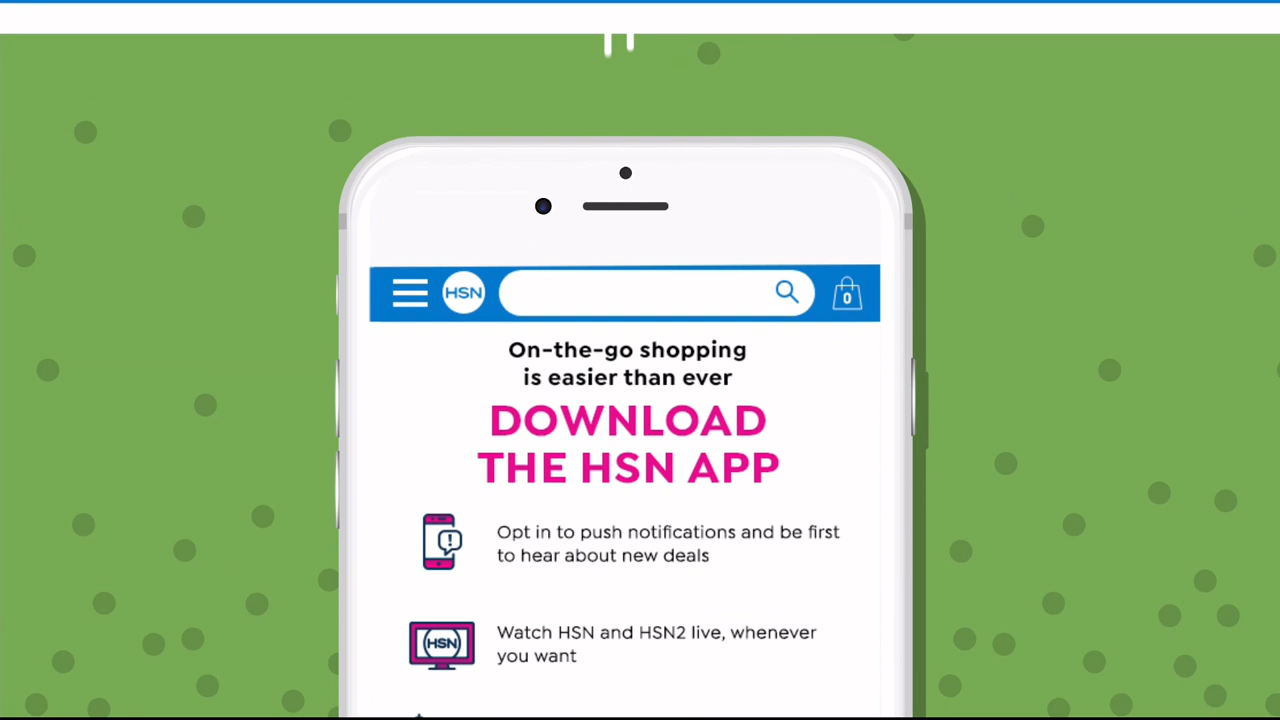 HSN
0
On-the-go shopping
is easier than ever
DOWNLOAD
THE HSN APP
Opt in to push notifications and be first
to hear about new deals
HSN
Watch HSN and HSN2 live, whenever
you want